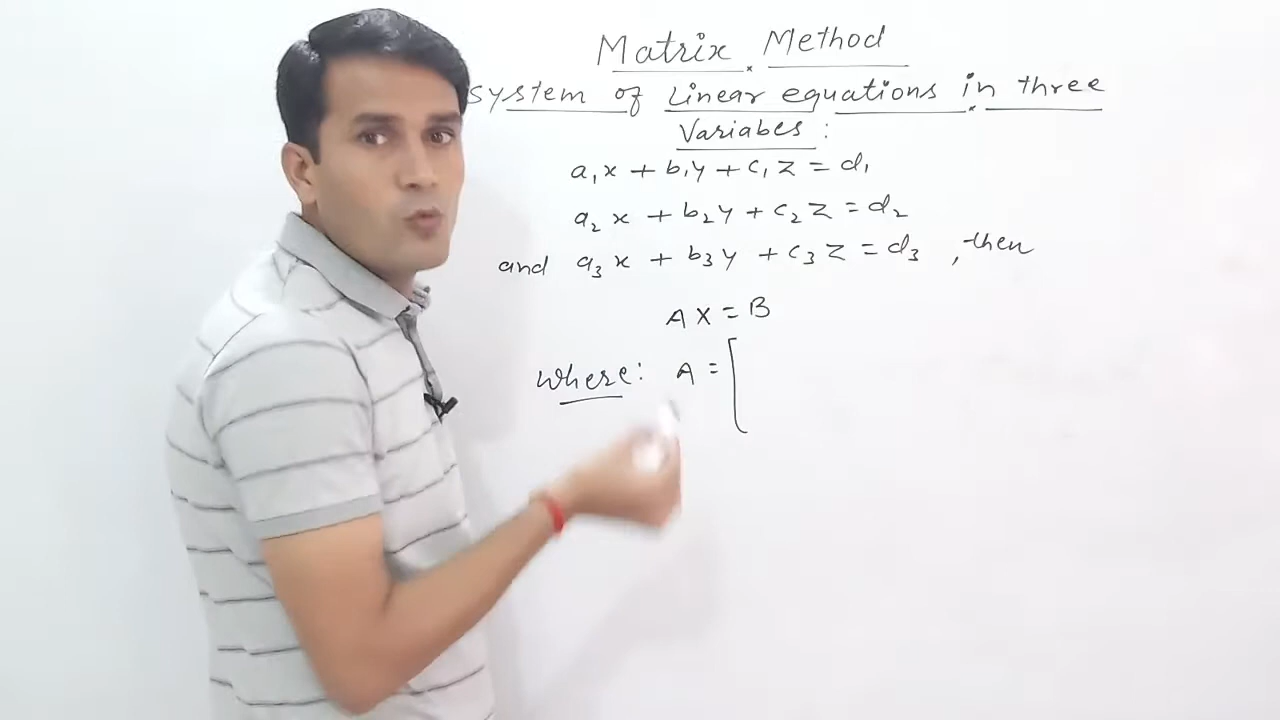 Matrix Method
System of Linear equations in three
Variabes :
a₁x + b₁y + c₁z = d₁
a₂x + b₂y + c₂z = d₂
and a₃x + b₃y + c₃z = d₃ , then
AX = B
Where: A = [